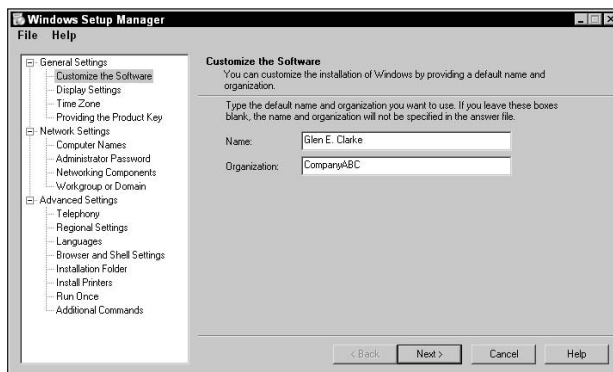 Windows Setup Manager
File Help
General Settings
Customize the Software
Display Settings
Time Zone
Providing the Product Key
Network Settings
Computer Names
Administrator Password
Networking Components
Workgroup or Domain
Advanced Settings
Telephony
Regional Settings
Languages
Browser and Shell Settings
Installation Folder
Install Printers
Run Once
Additional Commands
Customize the Software
You can customize the installation of Windows by providing a default name and
organization.
Type the default name and organization you want to use. If you leave these boxes
blank, the name and organization will not be specified in the answer file.
Name: Glen E. Clarke
Organization: CompanyABC
< Back Next > Cancel Help